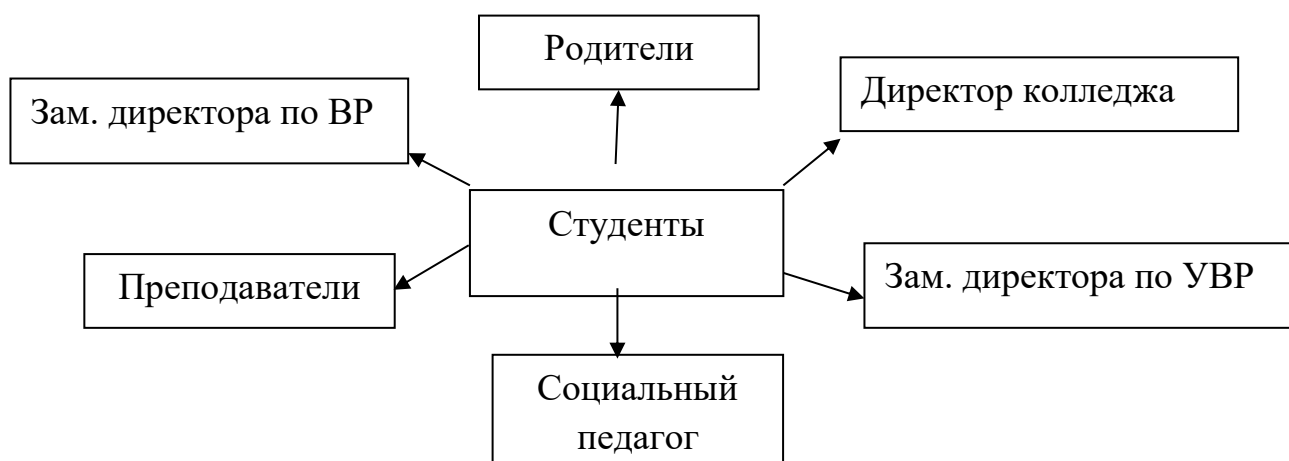 Родители
Зам. директора по ВР
Директор колледжа
Студенты
Преподаватели
Зам. директора по УВР
Социальный
педагог